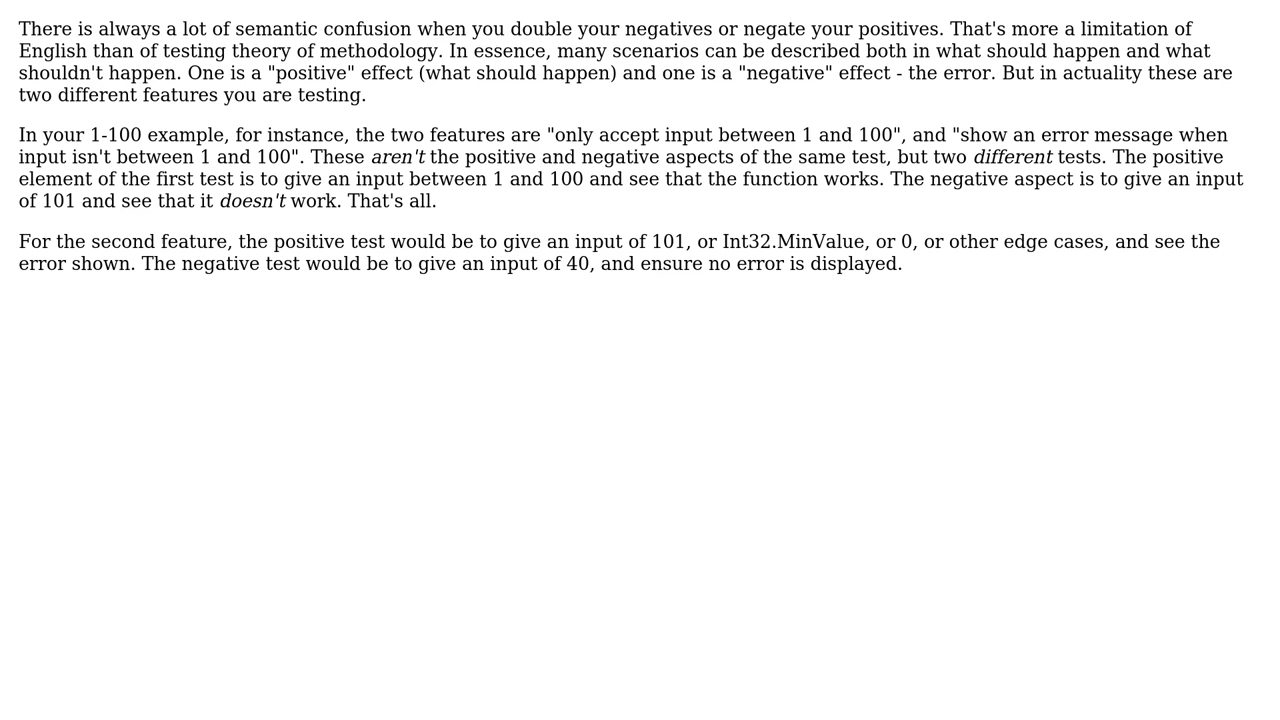 There is always a lot of semantic confusion when you double your negatives or negate your positives. That's more a limitation of
English than of testing theory of methodology. In essence, many scenarios can be described both in what should happen and what
shouldn't happen. One is a "positive" effect (what should happen) and one is a "negative" effect - the error. But in actuality these are
two different features you are testing.
In your 1-100 example, for instance, the two features are "only accept input between 1 and 100", and "show an error message when
input isn't between 1 and 100". These aren't the positive and negative aspects of the same test, but two different tests. The positive
element of the first test is to give an input between 1 and 100 and see that the function works. The negative aspect is to give an input
of 101 and see that it doesn't work. That's all.
For the second feature, the positive test would be to give an input of 101, or Int32.MinValue, or 0, or other edge cases, and see the
error shown. The negative test would be to give an input of 40, and ensure no error is displayed.